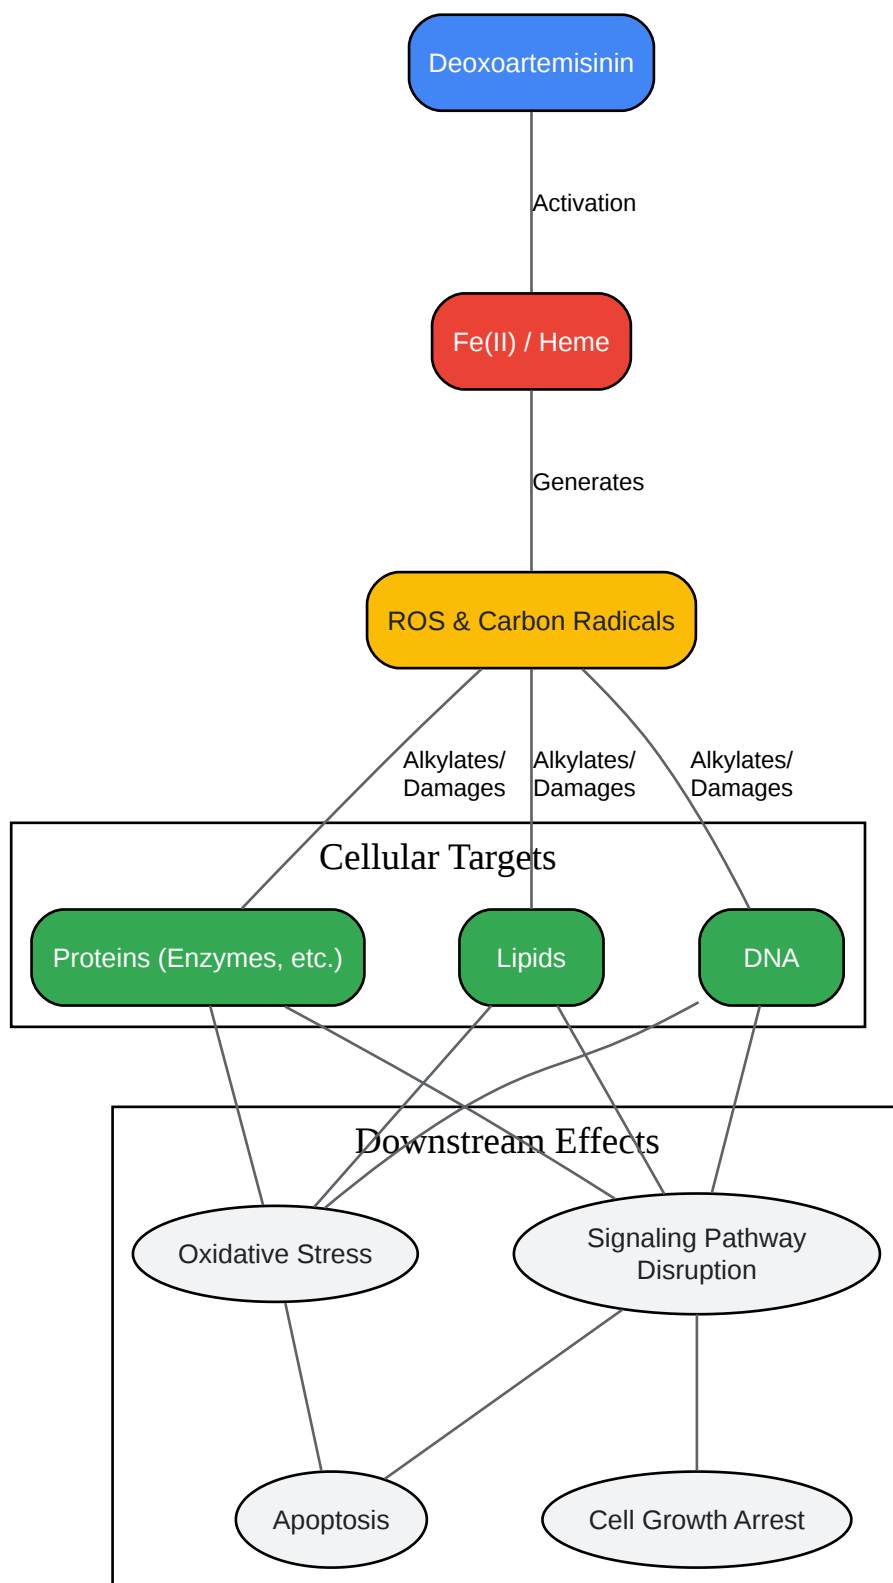 Deoxoartemisinin
Activation
Fe(II) / Heme
Generates
ROS & Carbon Radicals
Alkylates/
Damages
Alkylates/
Damages
Alkylates/
Damages
Cellular Targets
Proteins (Enzymes, etc.)
Lipids
DNA
Downstream Effects
Oxidative Stress
Signaling Pathway
Disruption
Apoptosis
Cell Growth Arrest